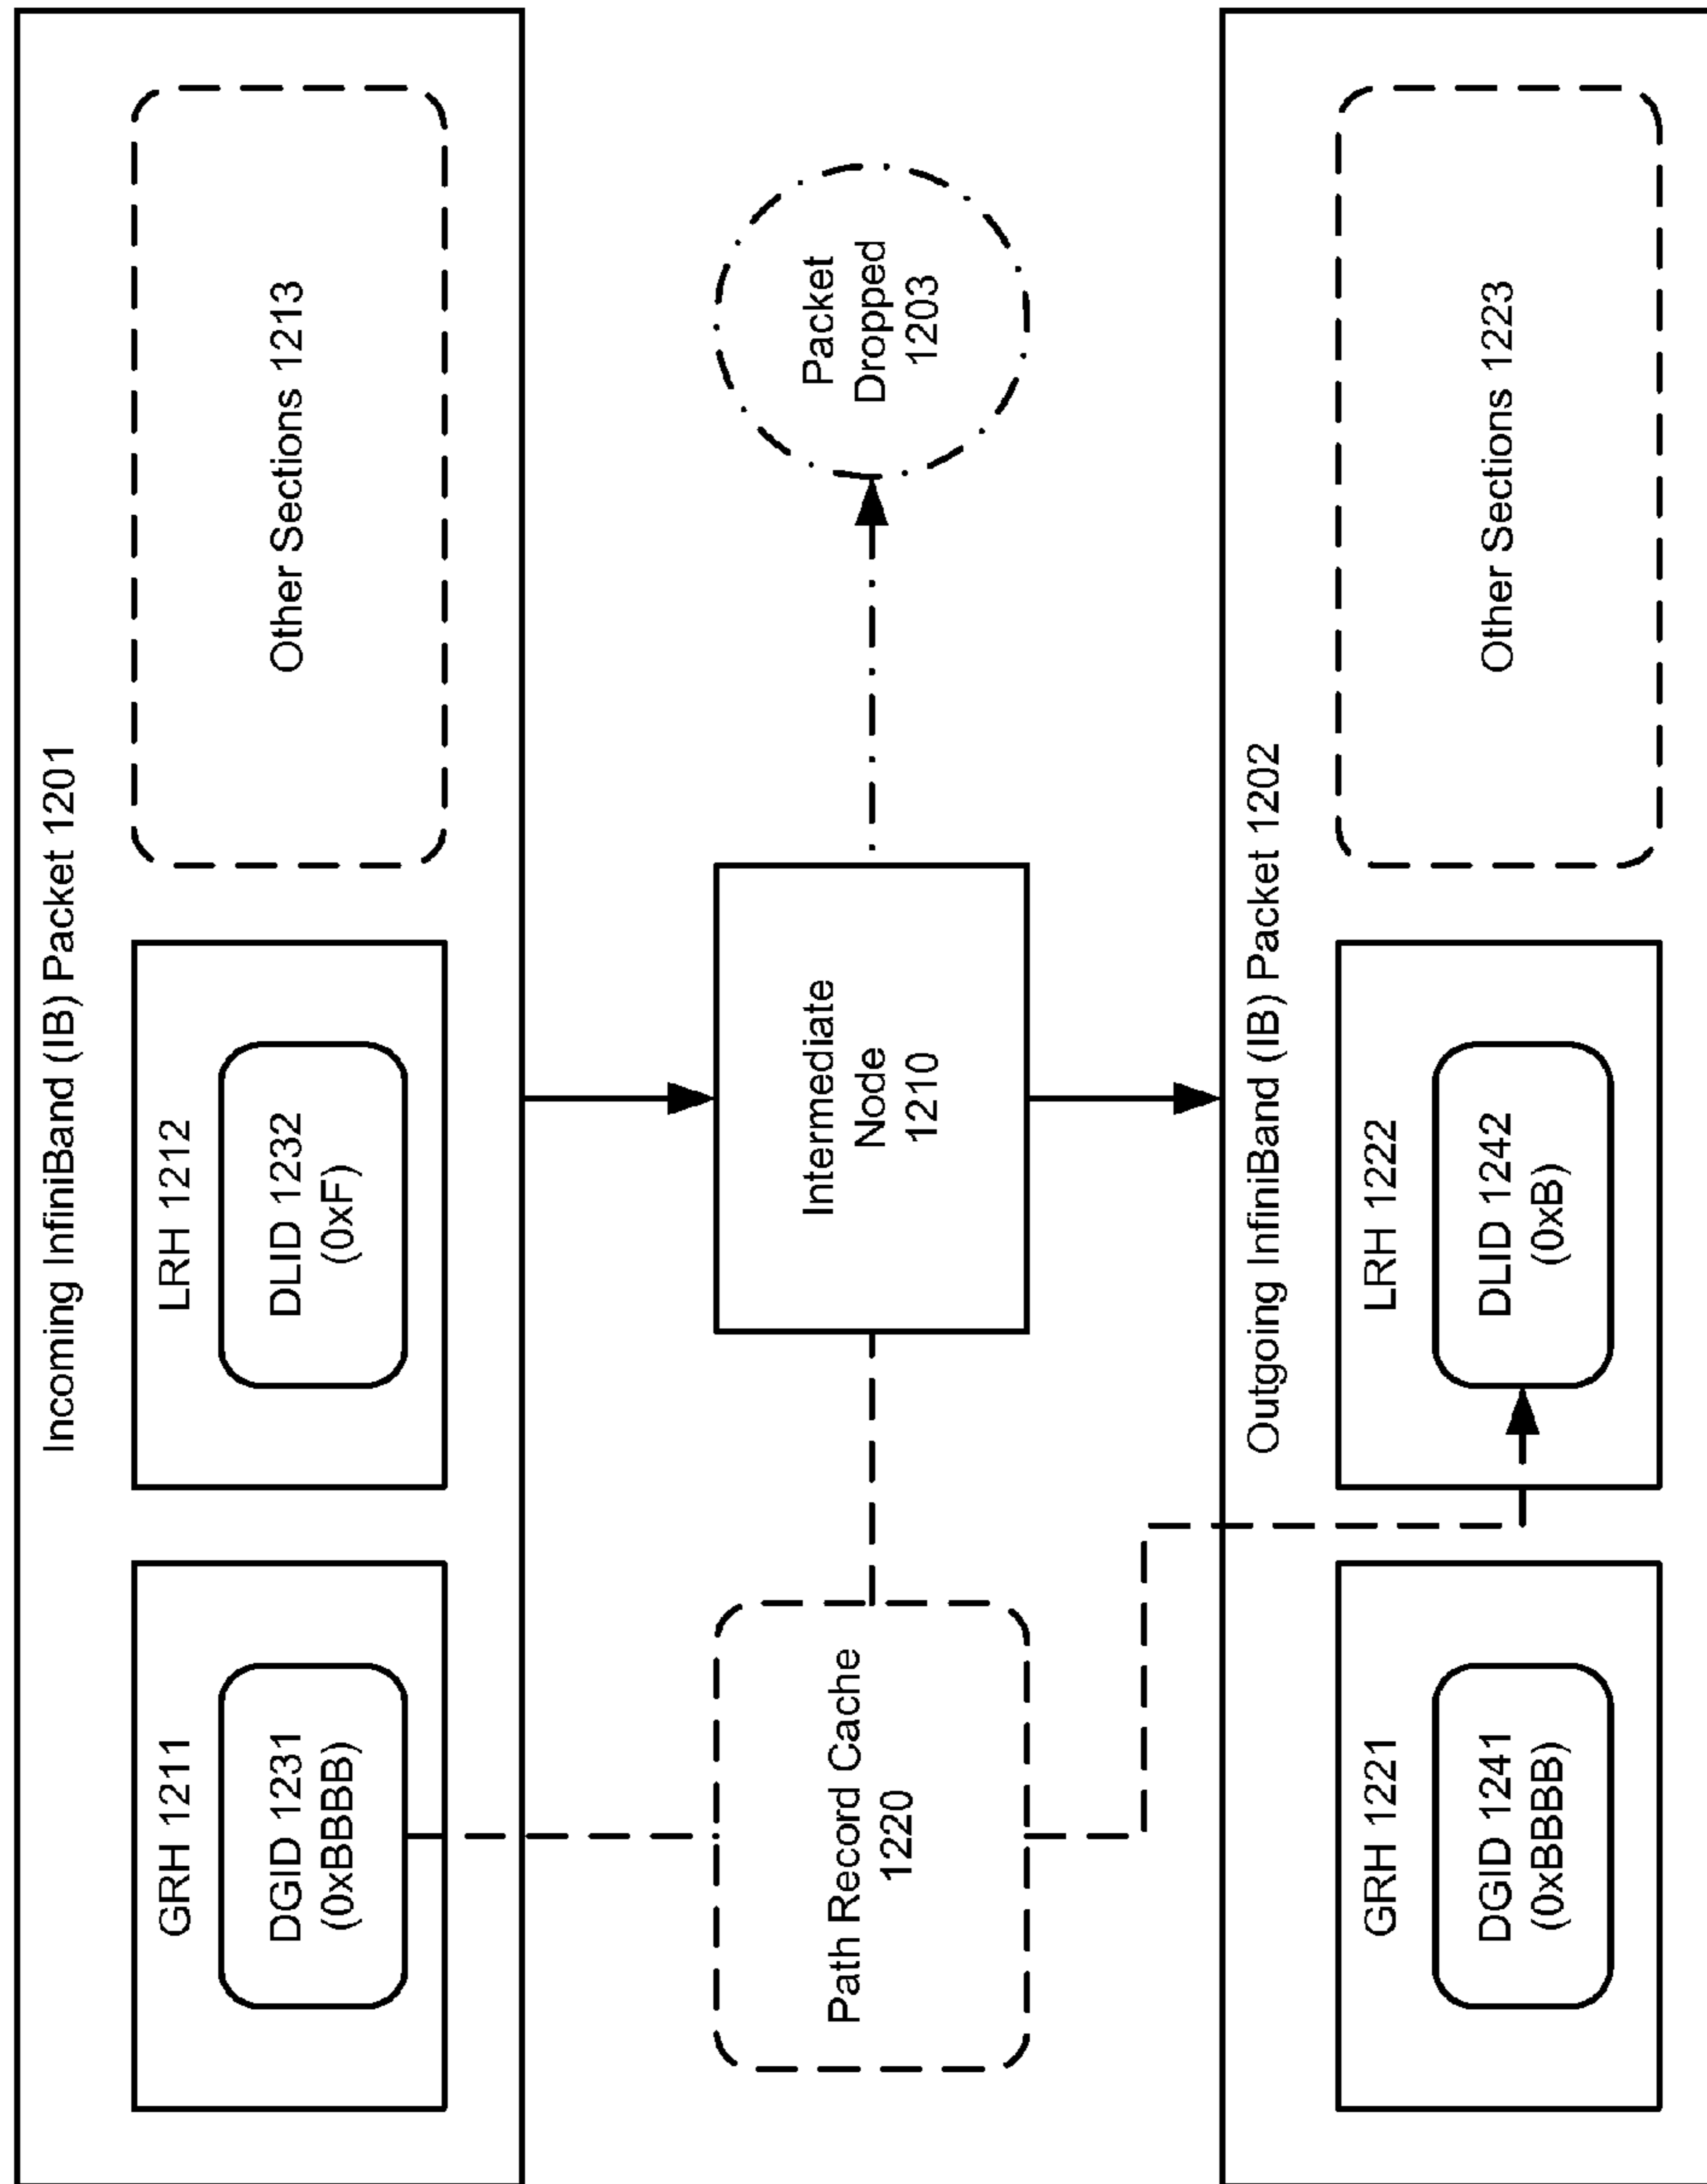 Incoming InfiniBand (IB) Packet 1201
GRH 1211
DGID 1231
(0xBBBB)
LRH 1212
DLID 1232
(0xF)
Other Sections 1213
Path Record Cache
1220
Intermediate
Node
1210
Packet
Dropped
1203
Outgoing InfiniBand (IB) Packet 1202
GRH 1221
DGID 1241
(0xBBBB)
LRH 1222
DLID 1242
(0xB)
Other Sections 1223